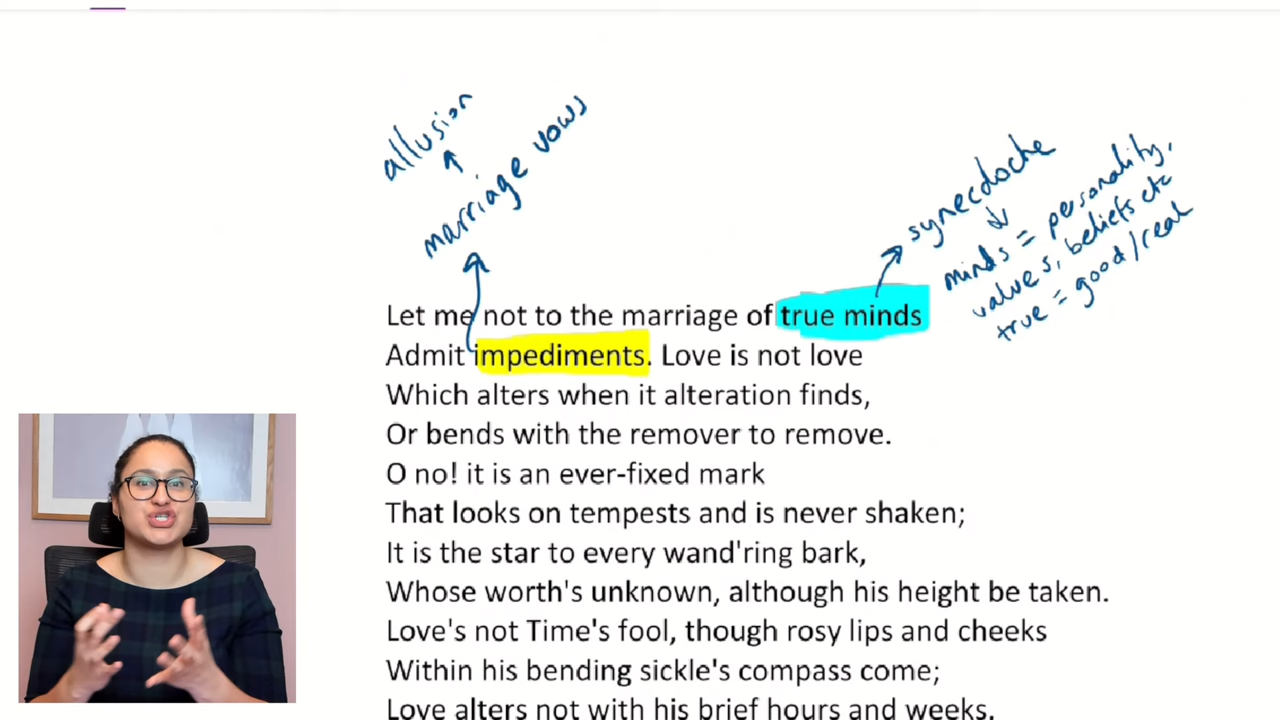 allusion
marriage vows
synecdoche
minds = personality,
values, beliefs etc
true = good/real
Let me not to the marriage of true minds
Admit impediments. Love is not love
Which alters when it alteration finds,
Or bends with the remover to remove.
O no! it is an ever-fixed mark
That looks on tempests and is never shaken;
It is the star to every wand'ring bark,
Whose worth's unknown, although his height be taken.
Love's not Time's fool, though rosy lips and cheeks
Within his bending sickle's compass come;
Love alters not with his brief hours and weeks,